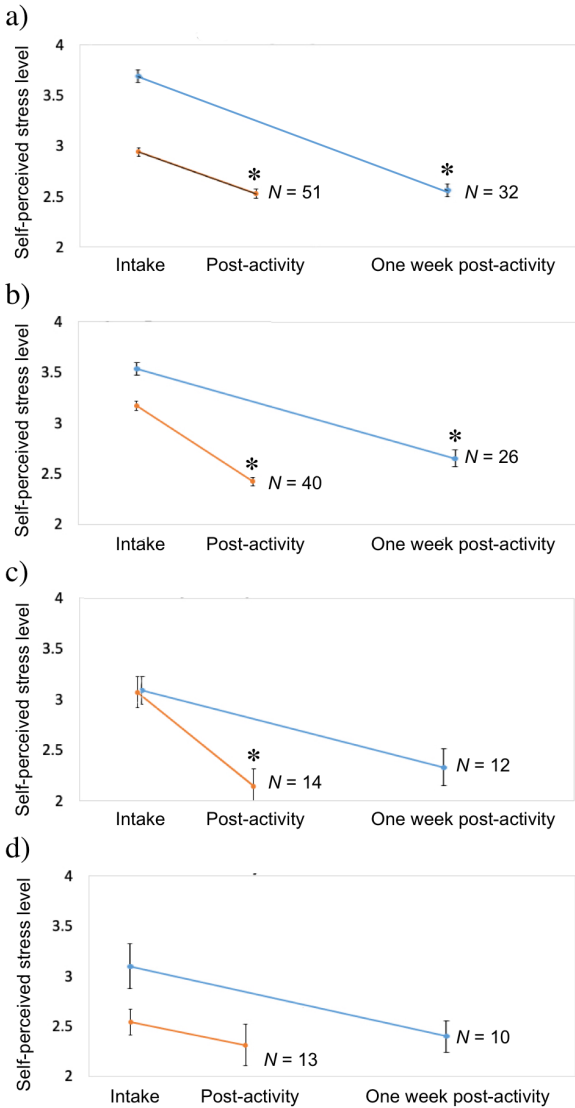 a)
Self-perceived stress level
4
3.5
3
2.5
2
*
N = 51
*
N = 32
Intake Post-activity One week post-activity
b)
Self-perceived stress level
4
3.5
3
2.5
2
*
N = 40
*
N = 26
Intake Post-activity One week post-activity
c)
Self-perceived stress level
4
3.5
3
2.5
2
*
N = 14
N = 12
Intake Post-activity One week post-activity
d)
Self-perceived stress level
4
3.5
3
2.5
2
N = 13
N = 10
Intake Post-activity One week post-activity